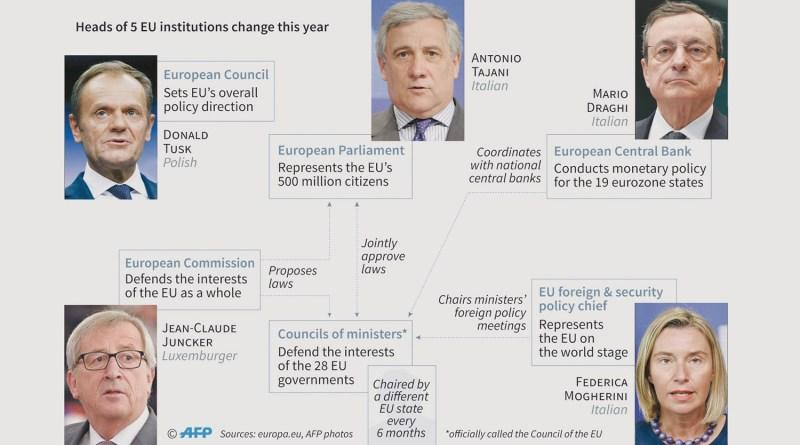 Heads of 5 EU institutions change this year
European Council
Sets EU's overall
policy direction
DONALD
TUSK
Polish
ANTONIO
TAJANI
Italian
European Parliament
Represents the EU's
500 million citizens
MARIO
DRAGHI
Italian
European Central Bank
Conducts monetary policy
for the 19 eurozone states
Coordinates
with national
central banks
European Commission
Defends the interests
of the EU as a whole
Proposes
laws
Jointly
approve
laws
JEAN-CLAUDE
JUNCKER
Luxemburger
Councils of ministers*
Defend the interests
of the 28 EU
governments
Chaired by
a different
EU state
every
6 months
Chairs ministers'
foreign policy
meetings
EU foreign & security
policy chief
Represents
the EU on
the world stage
FEDERICA
MOGHERINI
Italian
© AFP Sources: europa.eu, AFP photos
*officially called the Council of the EU